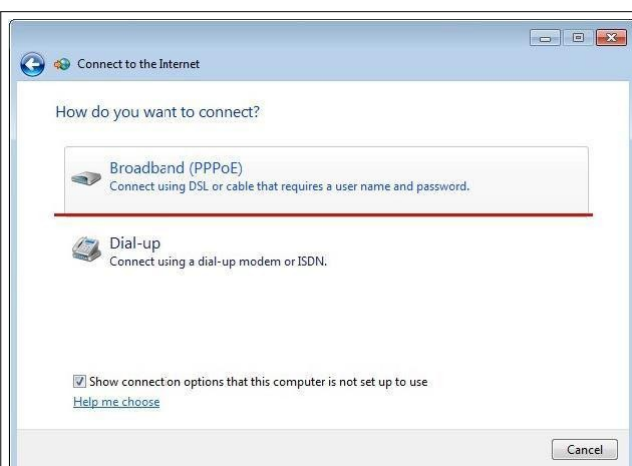 Connect to the Internet
How do you want to connect?
Broadband (PPPoE)
Connect using DSL or cable that requires a user name and password.
Dial-up
Connect using a dial-up modem or ISDN.
Show connection options that this computer is not set up to use
Help me choose
Cancel